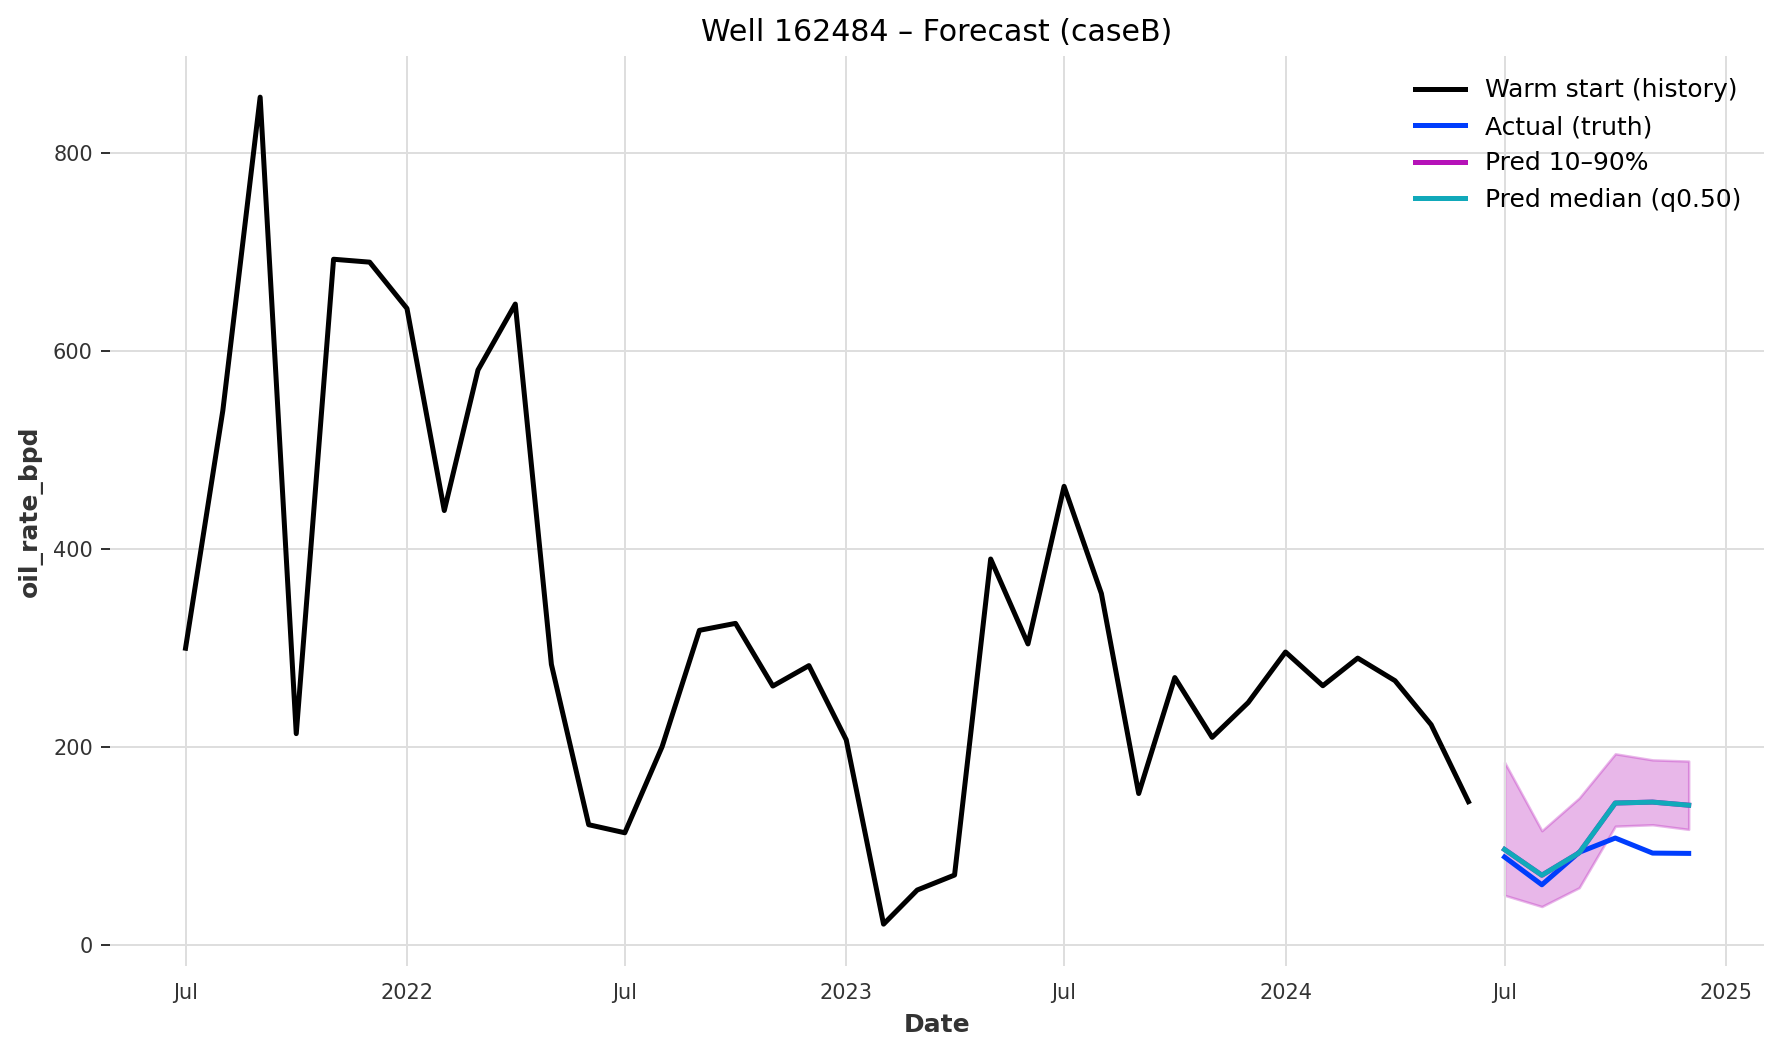 Well 162484 – Forecast (caseB)
Warm start (history)
Actual (truth)
Pred 10–90%
Pred median (q0.50)
oil_rate_bpd
800
600
400
200
0
Jul
2022
Jul
2023
Jul
2024
Jul
2025
Date